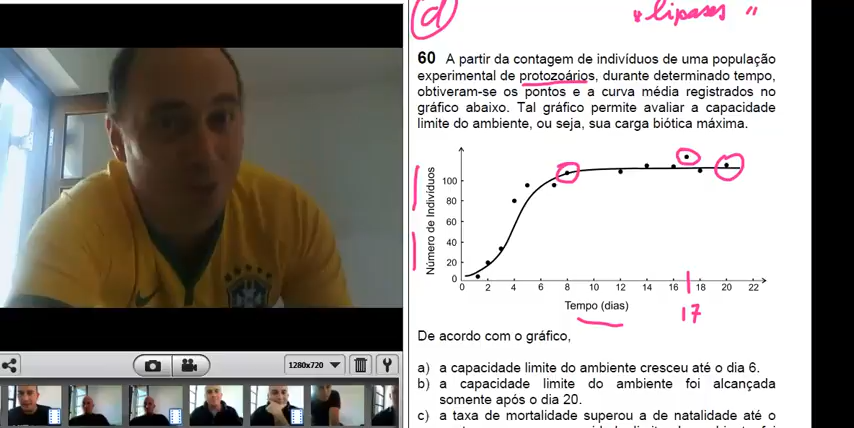 d
"lipases"
60 A partir da contagem de indivíduos de uma população
experimental de protozoários, durante determinado tempo,
obtiveram-se os pontos e a curva média registrados no
gráfico abaixo. Tal gráfico permite avaliar a capacidade
limite do ambiente, ou seja, sua carga biótica máxima.
Número de Indivíduos
100
80
60
40
20
0
0 2 4 6 8 10 12 14 16 18 20 22
Tempo (dias)
17
De acordo com o gráfico,
a) a capacidade limite do ambiente cresceu até o dia 6.
b) a capacidade limite do ambiente foi alcançada
somente após o dia 20.
c) a taxa de mortalidade superou a de natalidade até o
1280x720